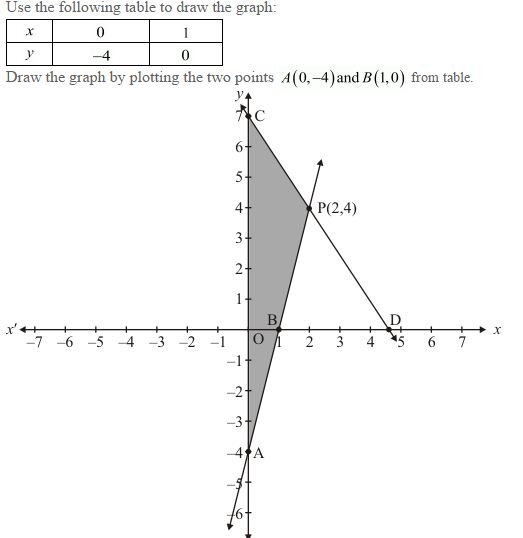 Use the following table to draw the graph:
x 0 1
y −4 0
Draw the graph by plotting the two points A(0,−4) and B(1,0) from table.
y
7 C
6
5
4 P(2,4)
3
2
1
B D
x' −7 −6 −5 −4 −3 −2 −1 O 1 2 3 4 5 6 7 x
−1
−2
−3
−4 A
−5
−6